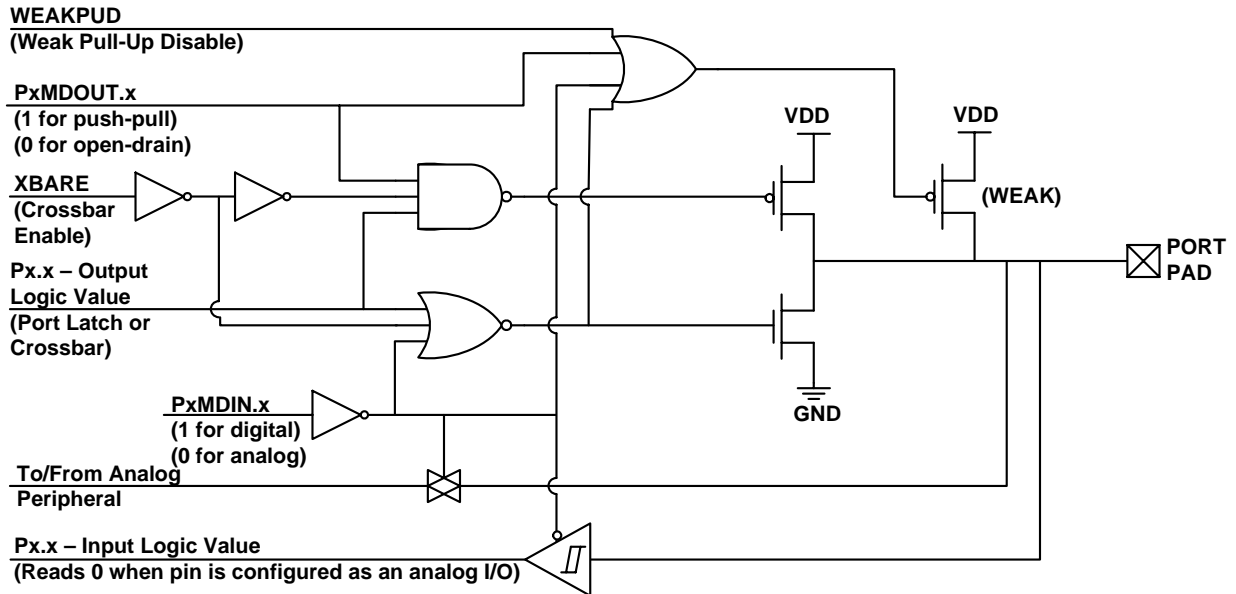 WEAKPUD
(Weak Pull-Up Disable)
PxMDOUT.x
(1 for push-pull)
(0 for open-drain)
XBARE
(Crossbar
Enable)
Px.x – Output
Logic Value
(Port Latch or
Crossbar)
PxMDIN.x
(1 for digital)
(0 for analog)
To/From Analog
Peripheral
Px.x – Input Logic Value
(Reads 0 when pin is configured as an analog I/O)
VDD
VDD
(WEAK)
GND
PORT
PAD